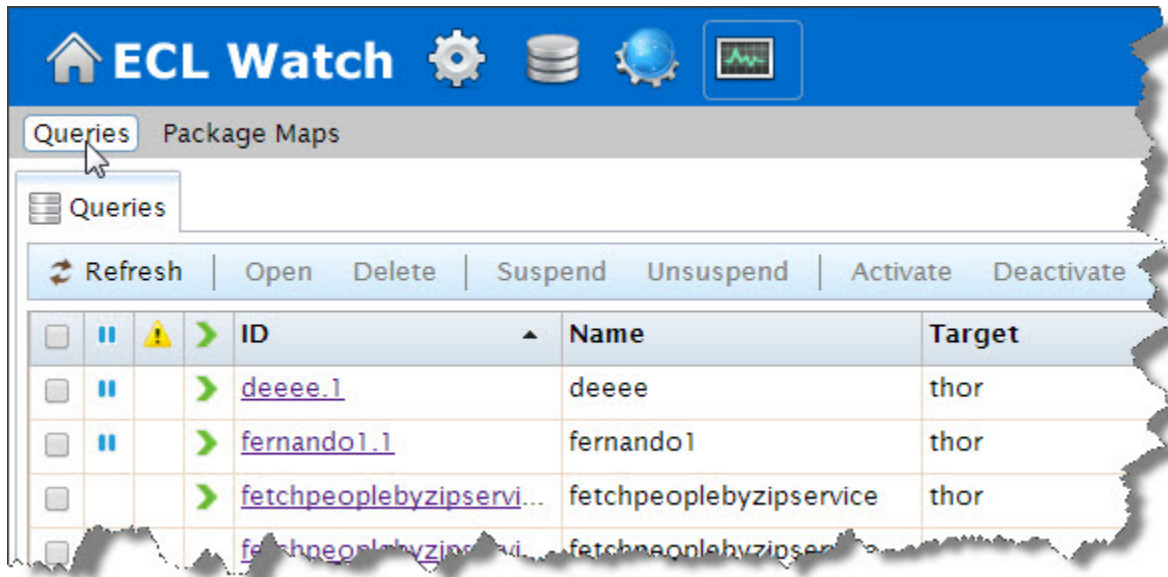 ECL Watch
Queries Package Maps
Queries
Refresh Open Delete Suspend Unsuspend Activate Deactivate
ID Name Target
deeee.1 deeee thor
fernando1.1 fernando1 thor
fetchpeoplebyzipservi... fetchpeoplebyzipservice thor